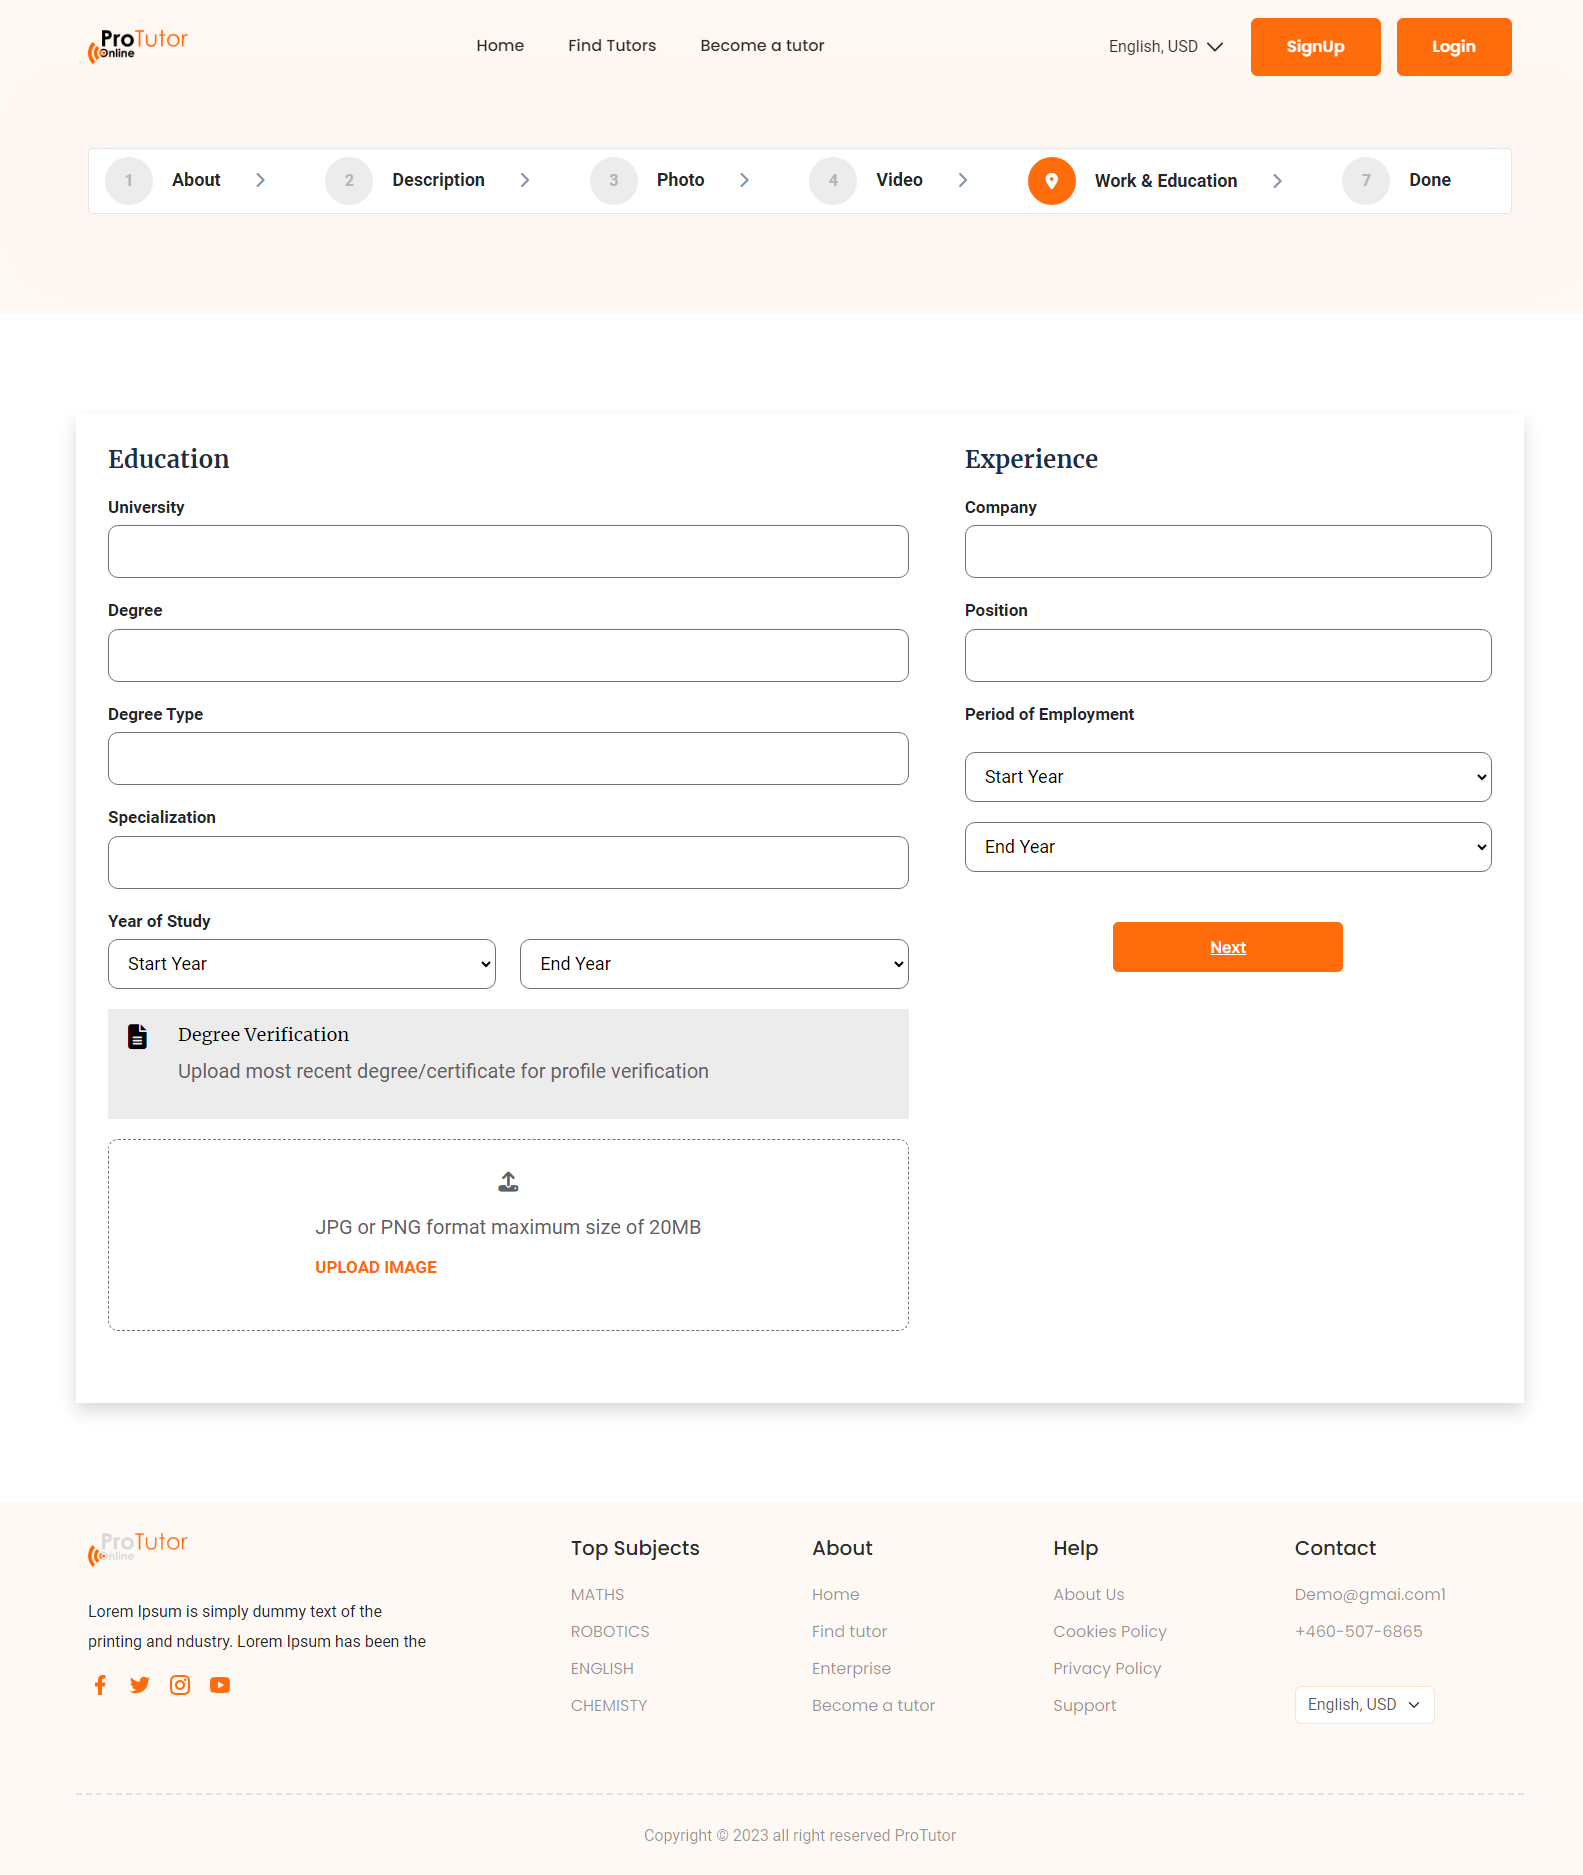 ProTutor
Online
Home
Find Tutors
Become a tutor
English, USD
SignUp
Login
1
About
2
Description
3
Photo
4
Video
Work & Education
7
Done
Education
University
Degree
Degree Type
Specialization
Year of Study
Start Year
End Year
Degree Verification
Upload most recent degree/certificate for profile verification
JPG or PNG format maximum size of 20MB
UPLOAD IMAGE
Experience
Company
Position
Period of Employment
Start Year
End Year
Next
ProTutor
Online
Lorem Ipsum is simply dummy text of the
printing and ndustry. Lorem Ipsum has been the
Top Subjects
MATHS
ROBOTICS
ENGLISH
CHEMISTY
About
Home
Find tutor
Enterprise
Become a tutor
Help
About Us
Cookies Policy
Privacy Policy
Support
Contact
Demo@gmai.com1
+460-507-6865
English, USD
Copyright © 2023 all right reserved ProTutor